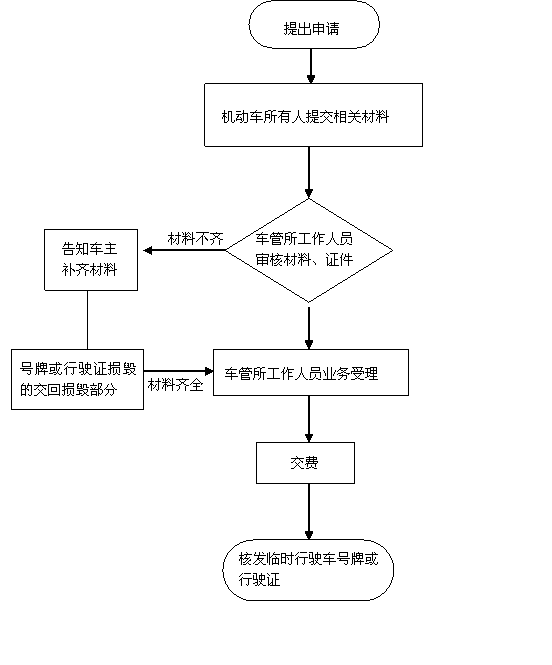 提出申请
机动车所有人提交相关材料
材料不齐
车管所工作人员
审核材料、证件
告知车主
补齐材料
号牌或行驶证损毁
的交回损毁部分
材料齐全
车管所工作人员业务受理
交费
核发临时行驶车号牌或
行驶证